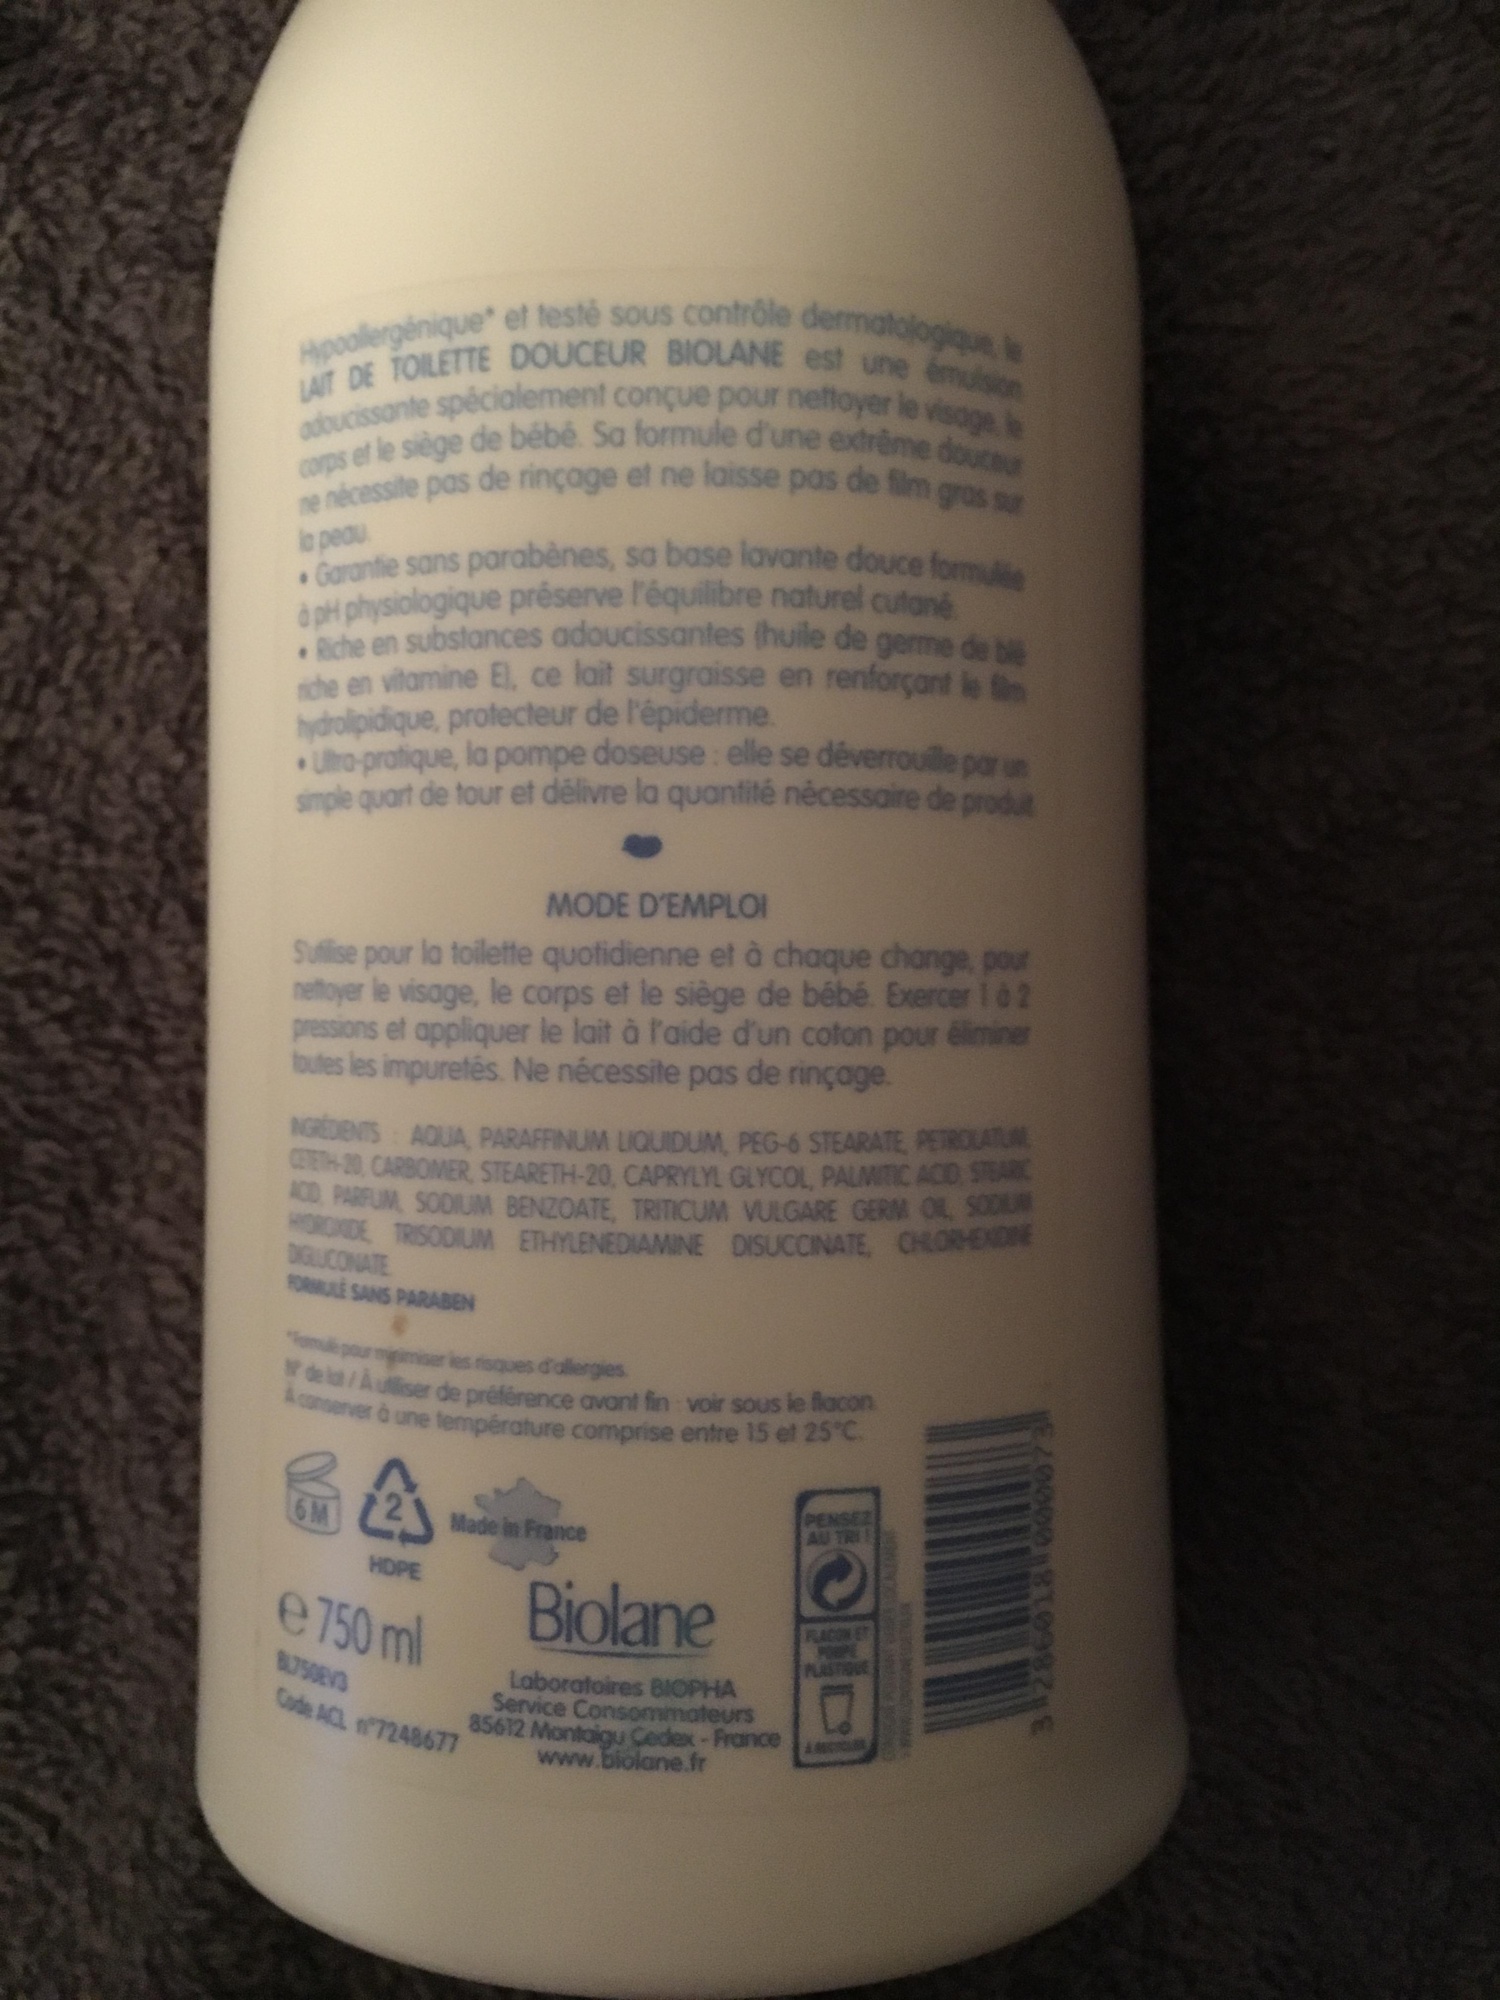 Hypoallergénique* et testé sous contrôle dermatologique, le
LAIT DE TOILETTE DOUCEUR BIOLANE est une émulsion
adoucissante spécialement conçue pour nettoyer le visage, le
corps et le siège de bébé. Sa formule d'une extrême douceur
ne nécessite pas de rinçage et ne laisse pas de film gras sur
la peau.
• Garantie sans parabènes, sa base lavante douce formulée
à pH physiologique préserve l'équilibre naturel cutané.
• Riche en substances adoucissantes (huile de germe de blé
riche en vitamine E), ce lait surgraisse en renforçant le film
hydrolipidique, protecteur de l'épiderme.
• Ultra-pratique, la pompe doseuse : elle se déverrouille par un
simple quart de tour et délivre la quantité nécessaire de produit
MODE D'EMPLOI
S'utilise pour la toilette quotidienne et à chaque change, pour
nettoyer le visage, le corps et le siège de bébé. Exercer 1 à 2
pressions et appliquer le lait à l'aide d'un coton pour éliminer
toutes les impuretés. Ne nécessite pas de rinçage.
INGRÉDIENTS : AQUA, PARAFFINUM LIQUIDUM, PEG-6 STEARATE, PETROLATUM,
CETETH-20, CARBOMER, STEARETH-20, CAPRYLYL GLYCOL, PALMITIC ACID, STEARIC
ACID, PARFUM, SODIUM BENZOATE, TRITICUM VULGARE GERM OIL, SODIUM
HYDROXIDE, TRISODIUM ETHYLENEDIAMINE DISUCCINATE, CHLORHEXIDINE
DIGLUCONATE.
FORMULÉ SANS PARABEN
*Formulé pour minimiser les risques d'allergies.
N° de lot / À utiliser de préférence avant fin : voir sous le flacon.
À conserver à une température comprise entre 15 et 25°C.
6 M
2
HDPE
Made in France
e 750 ml
BL750EV3
Code ACL n°7248677
Biolane
Laboratoires BIOPHA
Service Consommateurs
85612 Montaigu Cedex - France
www.biolane.fr
PENSEZ
AU TRI !
FLACON ET
POMPE
PLASTIQUE
À RECYCLER
3 286018 000073